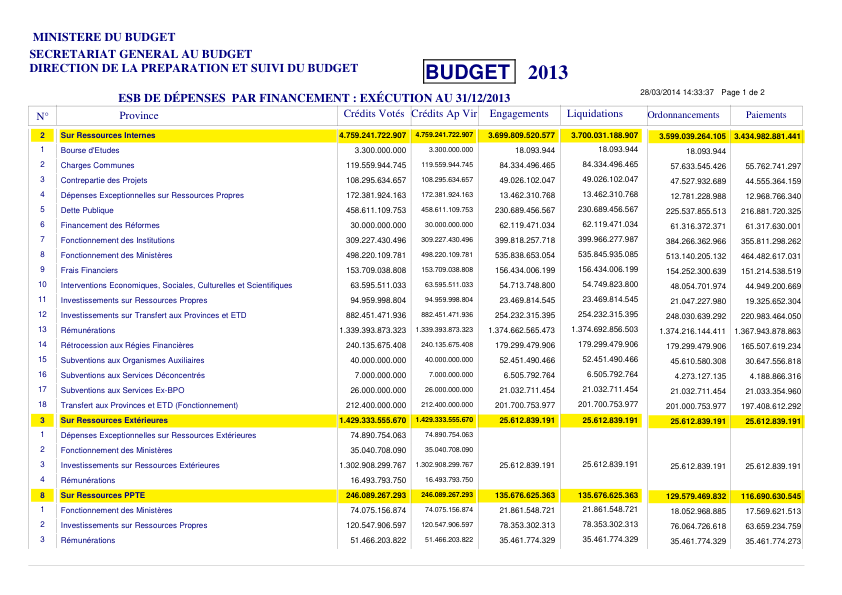 MINISTERE DU BUDGET
SECRETARIAT GENERAL AU BUDGET
DIRECTION DE LA PREPARATION ET SUIVI DU BUDGET
BUDGET 2013
28/03/2014 14:33:37 Page 1 de 2
ESB DE DÉPENSES PAR FINANCEMENT : EXÉCUTION AU 31/12/2013
N° Province Crédits Votés Crédits Ap Vir Engagements Liquidations Ordonnancements Paiements
2 Sur Ressources Internes 4.759.241.722.907 4.759.241.722.907 3.699.809.520.577 3.700.031.188.907 3.599.039.264.105 3.434.982.881.441
1 Bourse d'Etudes 3.300.000.000 3.300.000.000 18.093.944 18.093.944 18.093.944
2 Charges Communes 119.559.944.745 119.559.944.745 84.334.496.465 84.334.496.465 57.633.545.426 55.762.741.297
3 Contrepartie des Projets 108.295.634.657 108.295.634.657 49.026.102.047 49.026.102.047 47.527.932.689 44.555.364.159
4 Dépenses Exceptionnelles sur Ressources Propres 172.381.924.163 172.381.924.163 13.462.310.768 13.462.310.768 12.781.228.988 12.968.766.340
5 Dette Publique 458.611.109.753 458.611.109.753 230.689.456.567 230.689.456.567 225.537.855.513 216.881.720.325
6 Financement des Réformes 30.000.000.000 30.000.000.000 62.119.471.034 62.119.471.034 61.316.372.371 61.317.630.001
7 Fonctionnement des Institutions 309.227.430.496 309.227.430.496 399.818.257.718 399.966.277.987 384.266.362.966 355.811.298.262
8 Fonctionnement des Ministères 498.220.109.781 498.220.109.781 535.838.653.054 535.845.935.085 513.140.205.132 464.482.617.031
9 Frais Financiers 153.709.038.808 153.709.038.808 156.434.006.199 156.434.006.199 154.252.300.639 151.214.538.519
10 Interventions Economiques, Sociales, Culturelles et Scientifiques 63.595.511.033 63.595.511.033 54.713.748.800 54.749.823.800 48.054.701.974 44.949.200.669
11 Investissements sur Ressources Propres 94.959.998.804 94.959.998.804 23.469.814.545 23.469.814.545 21.047.227.980 19.325.652.304
12 Investissements sur Transfert aux Provinces et ETD 882.451.471.936 882.451.471.936 254.232.315.395 254.232.315.395 248.030.639.292 220.983.464.050
13 Rémunérations 1.339.393.873.323 1.339.393.873.323 1.374.662.565.473 1.374.692.856.503 1.374.216.144.411 1.367.943.878.863
14 Rétrocession aux Régies Financières 240.135.675.408 240.135.675.408 179.299.479.906 179.299.479.906 179.299.479.906 165.507.619.234
15 Subventions aux Organismes Auxiliaires 40.000.000.000 40.000.000.000 52.451.490.466 52.451.490.466 45.610.580.308 30.647.556.818
16 Subventions aux Services Déconcentrés 7.000.000.000 7.000.000.000 6.505.792.764 6.505.792.764 4.273.127.135 4.188.866.316
17 Subventions aux Services Ex-BPO 26.000.000.000 26.000.000.000 21.032.711.454 21.032.711.454 21.032.711.454 21.033.354.960
18 Transfert aux Provinces et ETD (Fonctionnement) 212.400.000.000 212.400.000.000 201.700.753.977 201.700.753.977 201.000.753.977 197.408.612.292
3 Sur Ressources Extérieures 1.429.333.555.670 1.429.333.555.670 25.612.839.191 25.612.839.191 25.612.839.191 25.612.839.191
1 Dépenses Exceptionnelles sur Ressources Extérieures 74.890.754.063 74.890.754.063
2 Fonctionnement des Ministères 35.040.708.090 35.040.708.090
3 Investissements sur Ressources Extérieures 1.302.908.299.767 1.302.908.299.767 25.612.839.191 25.612.839.191 25.612.839.191 25.612.839.191
4 Rémunérations 16.493.793.750 16.493.793.750
8 Sur Ressources PPTE 246.089.267.293 246.089.267.293 135.676.625.363 135.676.625.363 129.579.469.832 116.690.630.545
1 Fonctionnement des Ministères 74.075.156.874 74.075.156.874 21.861.548.721 21.861.548.721 18.052.968.885 17.569.621.513
2 Investissements sur Ressources Propres 120.547.906.597 120.547.906.597 78.353.302.313 78.353.302.313 76.064.726.618 63.659.234.759
3 Rémunérations 51.466.203.822 51.466.203.822 35.461.774.329 35.461.774.329 35.461.774.329 35.461.774.273